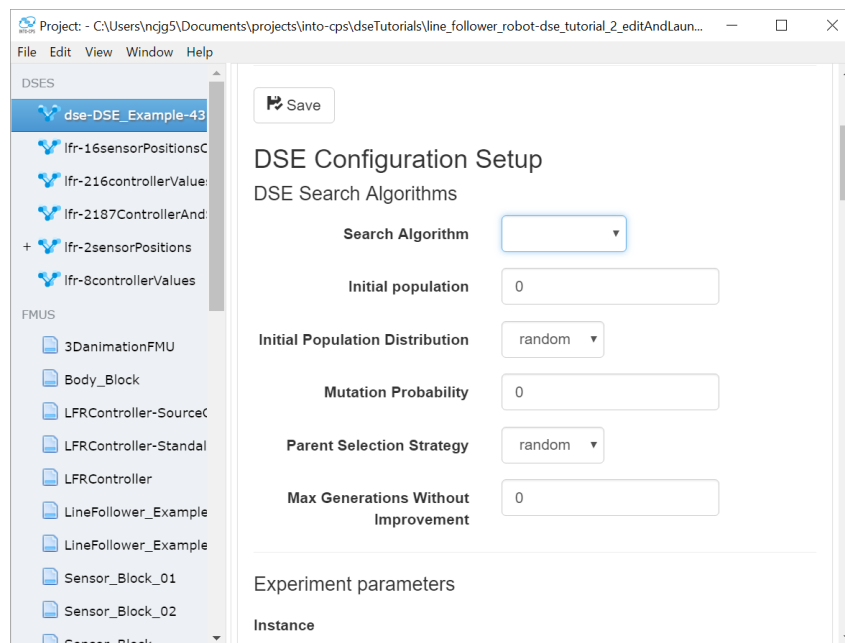 Project: - C:\Users\ncjg5\Documents\projects\into-cps\dseTutorials\line_follower_robot-dse_tutorial_2_editAndLaun...
File Edit View Window Help
DSES
dse-DSE_Example-43
lfr-16sensorPositionsC
lfr-216controllerValue
lfr-2187ControllerAnd
+ lfr-2sensorPositions
lfr-8controllerValues
FMUS
3DanimationFMU
Body_Block
LFRController-SourceC
LFRController-Standal
LFRController
LineFollower_Example
LineFollower_Example
Sensor_Block_01
Sensor_Block_02
Sensor_Block
Save
DSE Configuration Setup
DSE Search Algorithms
Search Algorithm
Initial population 0
Initial Population Distribution random
Mutation Probability 0
Parent Selection Strategy random
Max Generations Without 0
Improvement
Experiment parameters
Instance